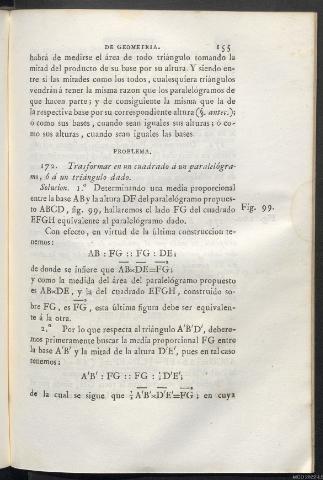 DE GEOMETRIA. 155
habrá de medirse el área de todo triángulo tomando la
mitad del producto de su base por su altura. Y siendo en-
tre sí las mitades como los todos, cualesquiera triángulos
vendrán á tener la misma razon que los paralelógramos de
que hacen parte; y de consiguiente la misma que la de
la respectiva base por su correspondiente altura (§. antec.);
ó como sus bases, cuando sean iguales sus alturas; ó co-
mo sus alturas, cuando sean iguales las bases.
PROBLEMA.
172. Trasformar en un cuadrado á un paralelógra-
mo, ó á un triángulo dado.
Solucion. 1.º Determinando una media proporcional
entre la base AB y la altura DF del paralelógramo propues-
to ABCD, fig. 99, hallaremos el lado FG del cuadrado
Fig. 99.
EFGH equivalente al paralelógramo dado.
Con efecto, en virtud de la última construccion te-
nemos:
AB : FG :: FG : DE;
de donde se infiere que AB×DE=FG²;
y como la medida del área del paralelógramo propuesto
es AB×DE, y la del cuadrado EFGH, construido so-
bre FG, es FG², esta última figura debe ser equivalen-
te á la otra.
2.º Por lo que respecta al triángulo A'B'D', debere-
mos primeramente buscar la media proporcional FG entre
la base A'B' y la mitad de la altura D'E', pues en tal caso
tenemos:
A'B' : FG :: FG : ½D'E';
de la cual se sigue que ½A'B'×D'E'=FG²; en cuya